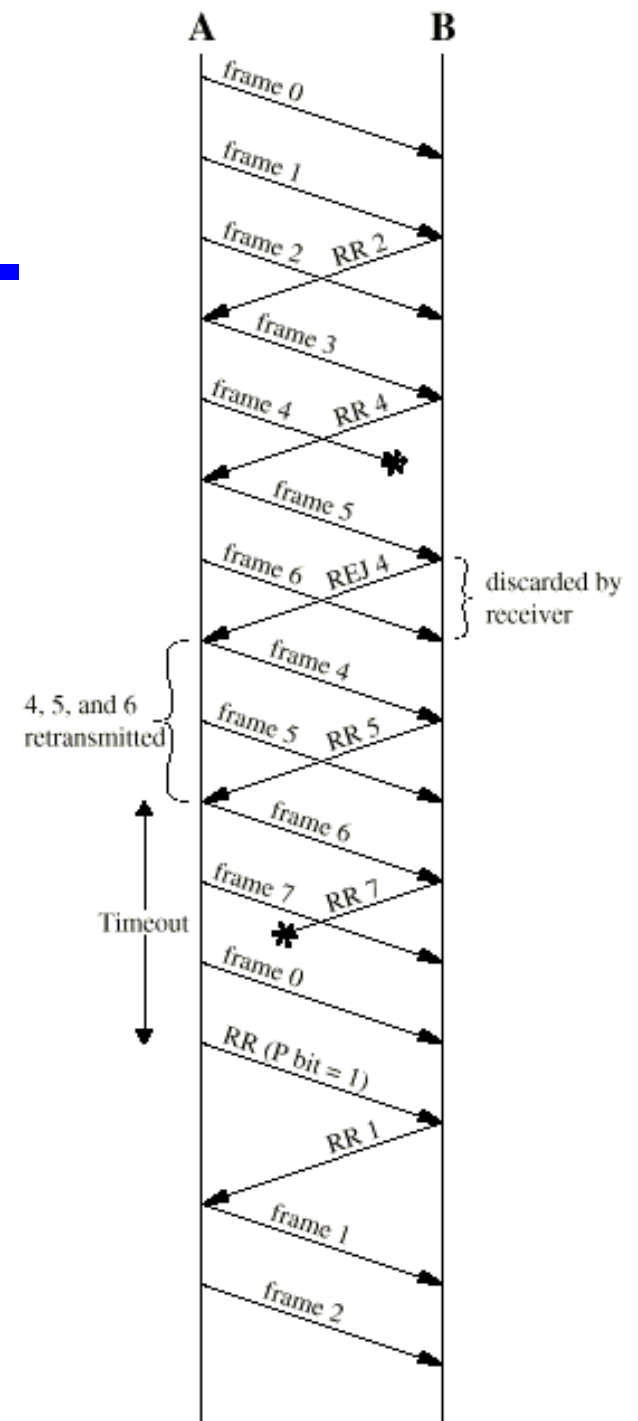 A B
frame 0
frame 1
frame 2
RR 2
frame 3
frame 4
RR 4
frame 5
frame 6
REJ 4
discarded by
receiver
frame 4
4, 5, and 6
retransmitted
frame 5
RR 5
frame 6
frame 7
RR 7
Timeout
frame 0
RR (P bit = 1)
RR 1
frame 1
frame 2